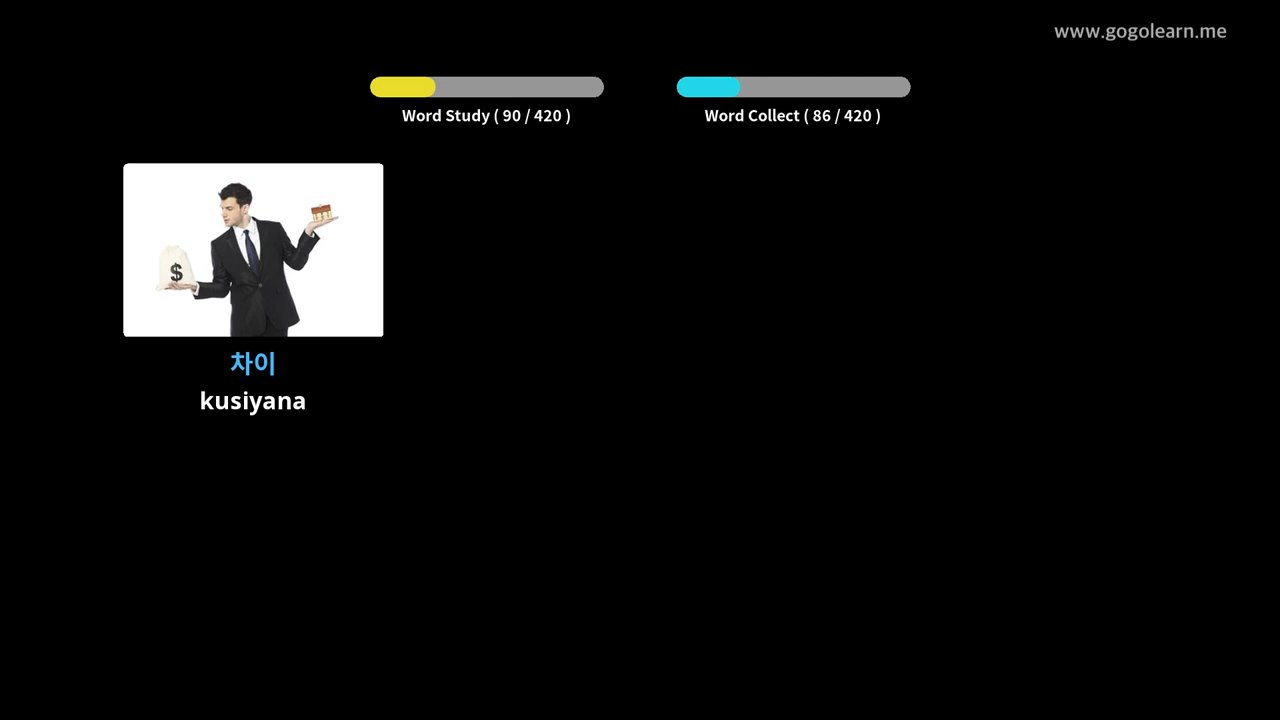 www.gogolearn.me
Word Study ( 90 / 420 )
Word Collect ( 86 / 420 )
$
차이
kusiyana